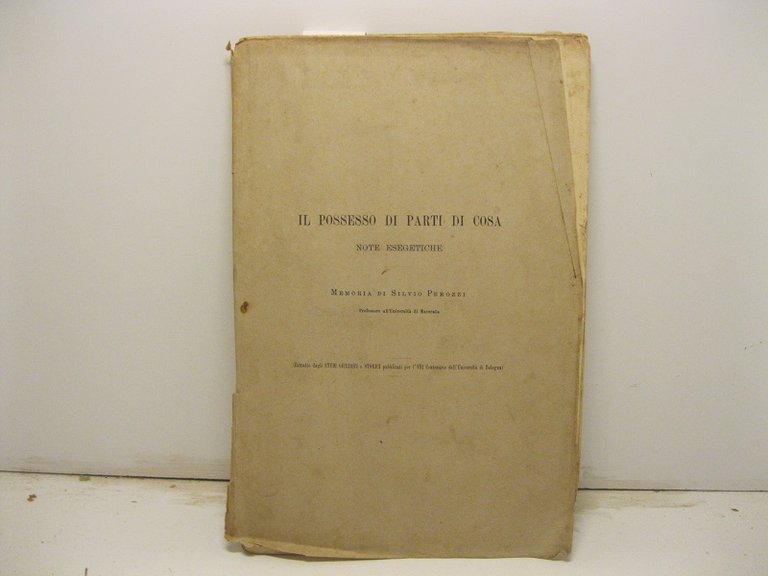 IL POSSESSO DI PARTI DI COSA
NOTE ESEGETICHE
MEMORIA DI SILVIO PEROZZI
Professore all'Università di Macerata
(Estratto dagli STUDI GIURIDICI e STORICI pubblicati per l'VIII Centenario dell'Università di Bologna)